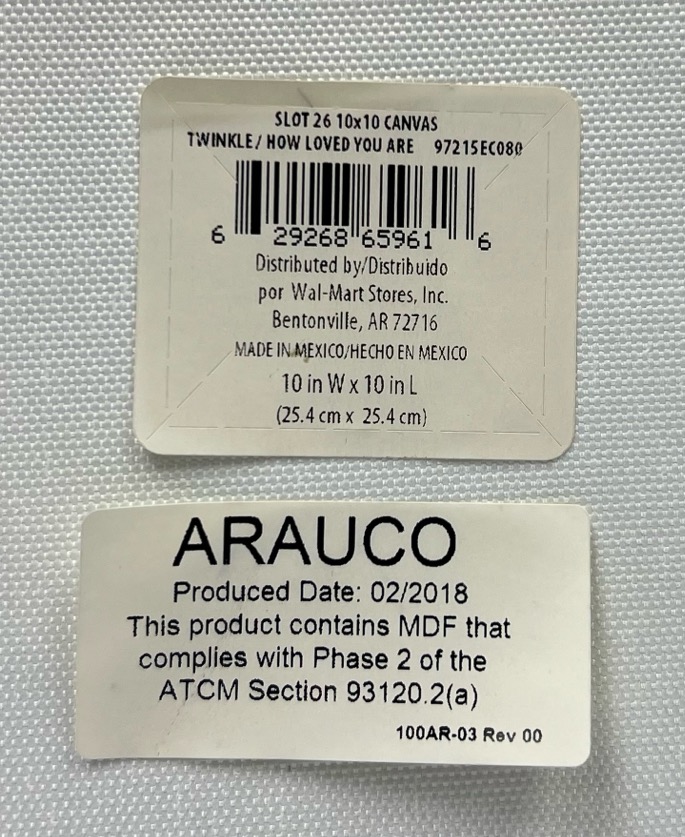 SLOT 26 10x10 CANVAS
TWINKLE / HOW LOVED YOU ARE 97215EC080
6 29268 65961 6
Distributed by/Distribuido
por Wal-Mart Stores, Inc.
Bentonville, AR 72716
MADE IN MEXICO/HECHO EN MEXICO
10 in W x 10 in L
(25.4 cm x 25.4 cm)
ARAUCO
Produced Date: 02/2018
This product contains MDF that
complies with Phase 2 of the
ATCM Section 93120.2(a)
100AR-03 Rev 00